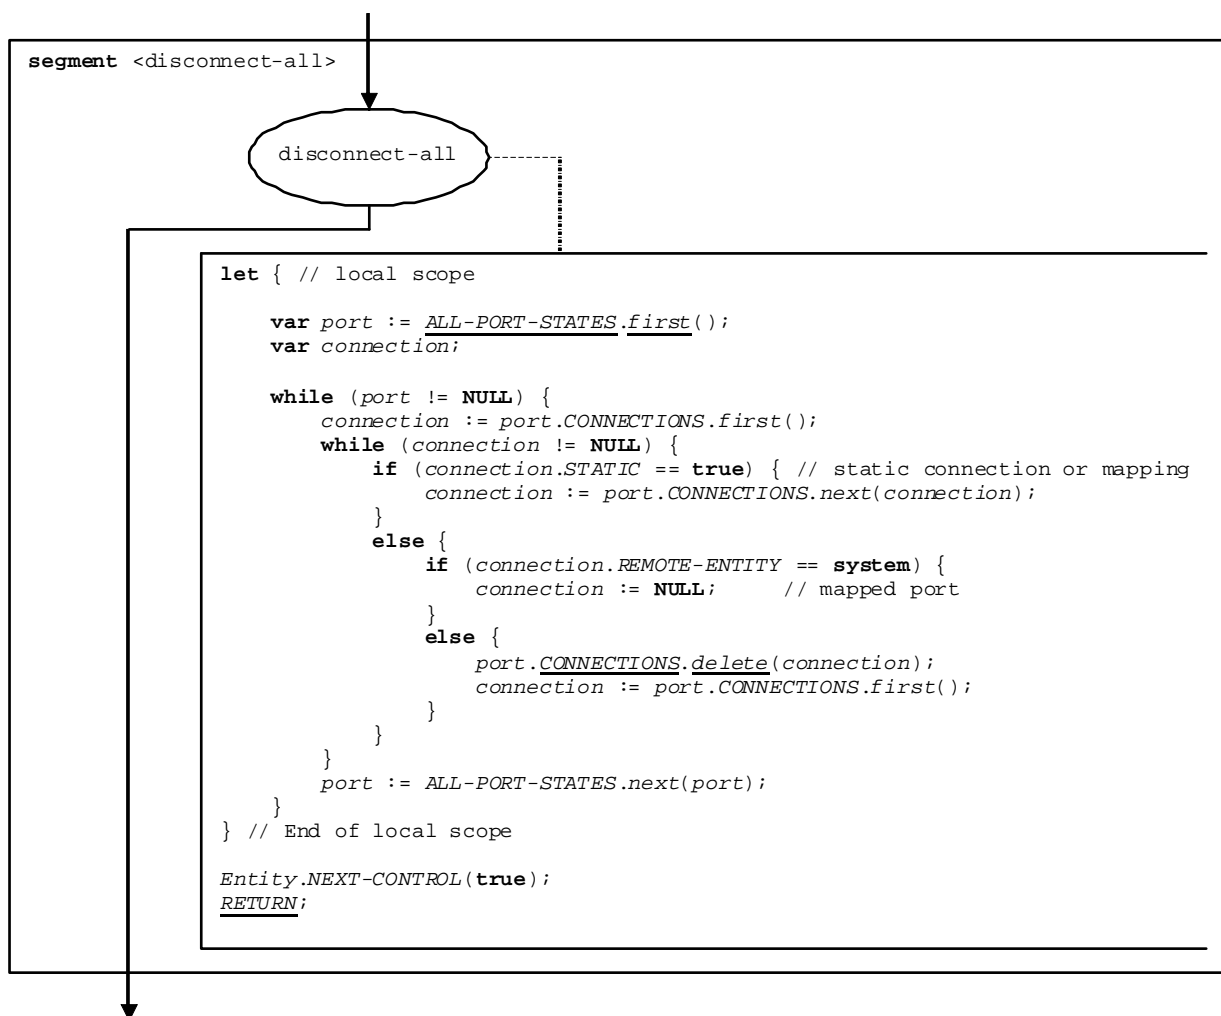 segment <disconnect-all>
disconnect-all
let { // local scope
var port := ALL-PORT-STATES.first();
var connection;
while (port != NULL) {
connection := port.CONNECTIONS.first();
while (connection != NULL) {
if (connection.STATIC == true) { // static connection or mapping
connection := port.CONNECTIONS.next(connection);
}
else {
if (connection.REMOTE-ENTITY == system) {
connection := NULL; // mapped port
}
else {
port.CONNECTIONS.delete(connection);
connection := port.CONNECTIONS.first();
}
}
}
port := ALL-PORT-STATES.next(port);
}
} // End of local scope
Entity.NEXT-CONTROL(true);
RETURN;